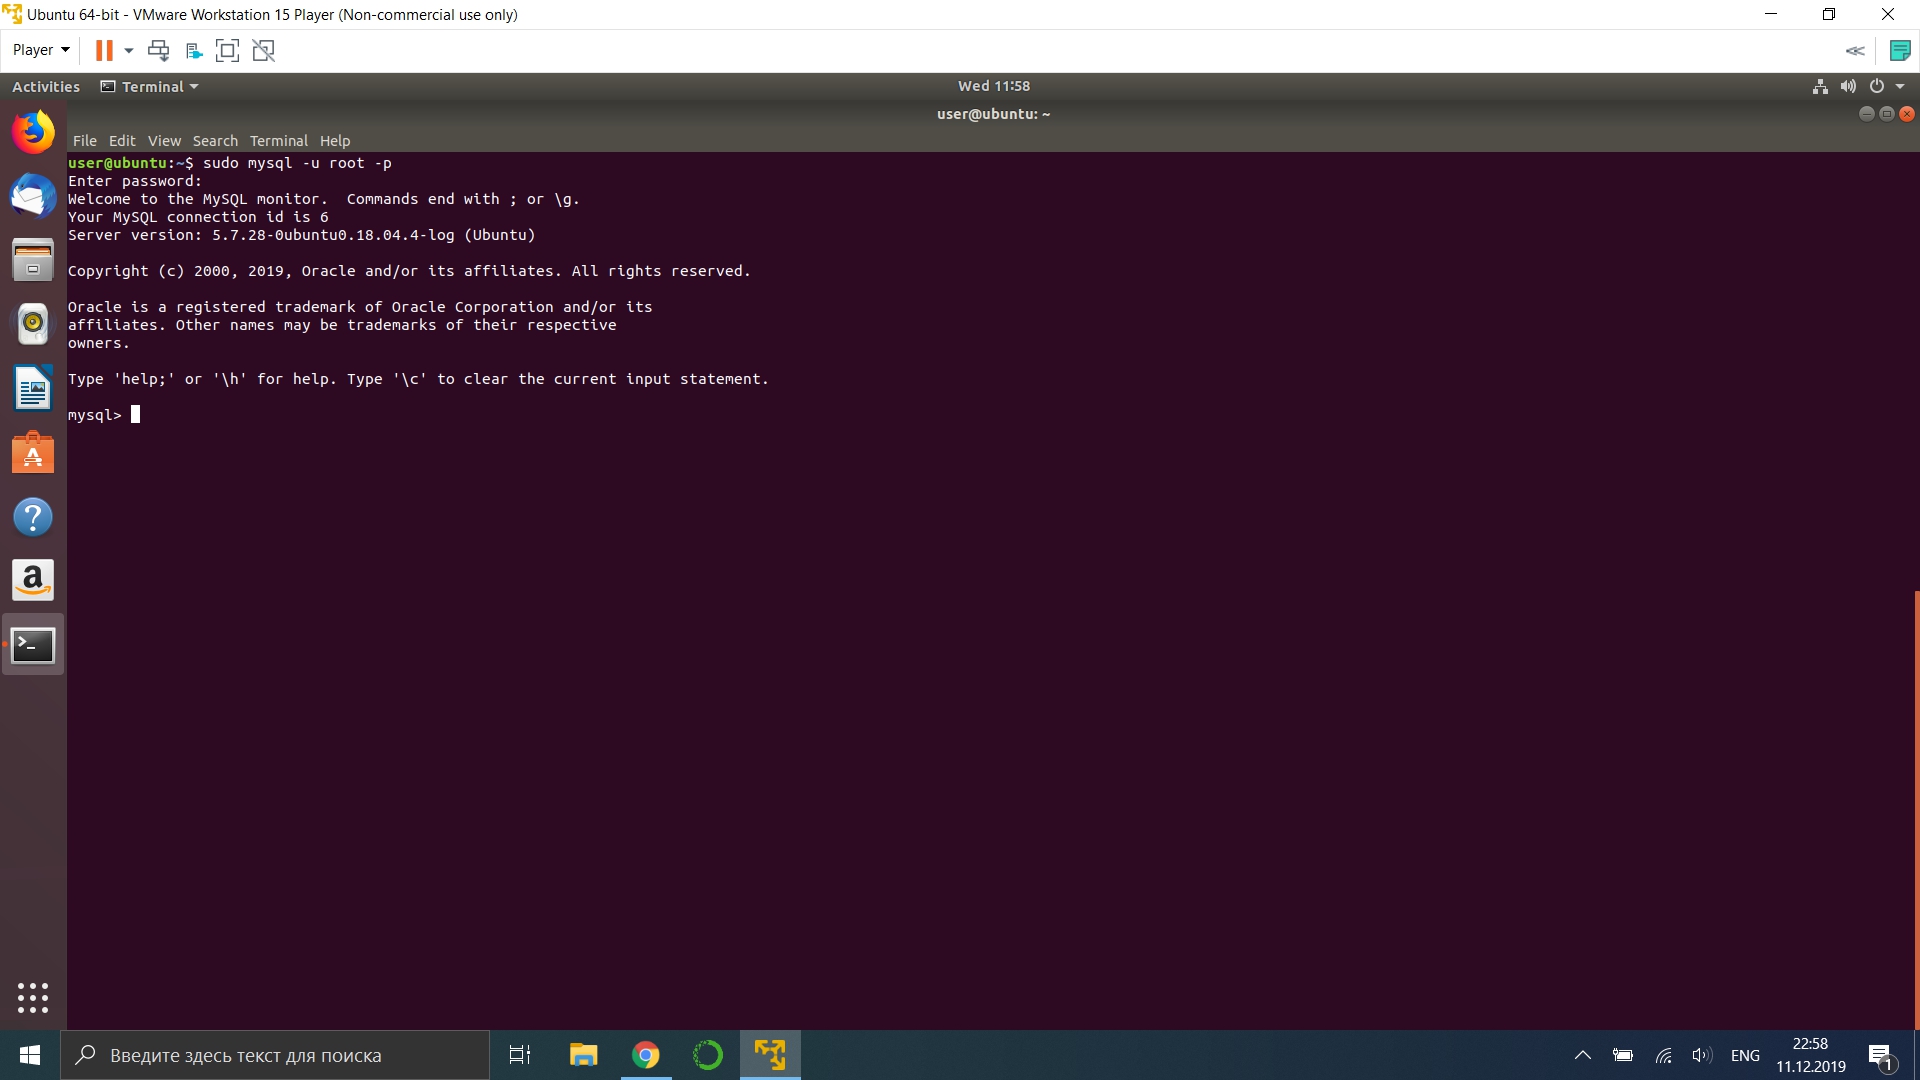 Ubuntu 64-bit - VMware Workstation 15 Player (Non-commercial use only)
Player
Activities Terminal Wed 11:58
user@ubuntu: ~
File Edit View Search Terminal Help
user@ubuntu:~$ sudo mysql -u root -p
Enter password:
Welcome to the MySQL monitor.  Commands end with ; or \g.
Your MySQL connection id is 6
Server version: 5.7.28-0ubuntu0.18.04.4-log (Ubuntu)
Copyright (c) 2000, 2019, Oracle and/or its affiliates. All rights reserved.
Oracle is a registered trademark of Oracle Corporation and/or its
affiliates. Other names may be trademarks of their respective
owners.
Type 'help;' or '\h' for help. Type '\c' to clear the current input statement.
mysql>
Введите здесь текст для поиска
ENG
22:58
11.12.2019
1